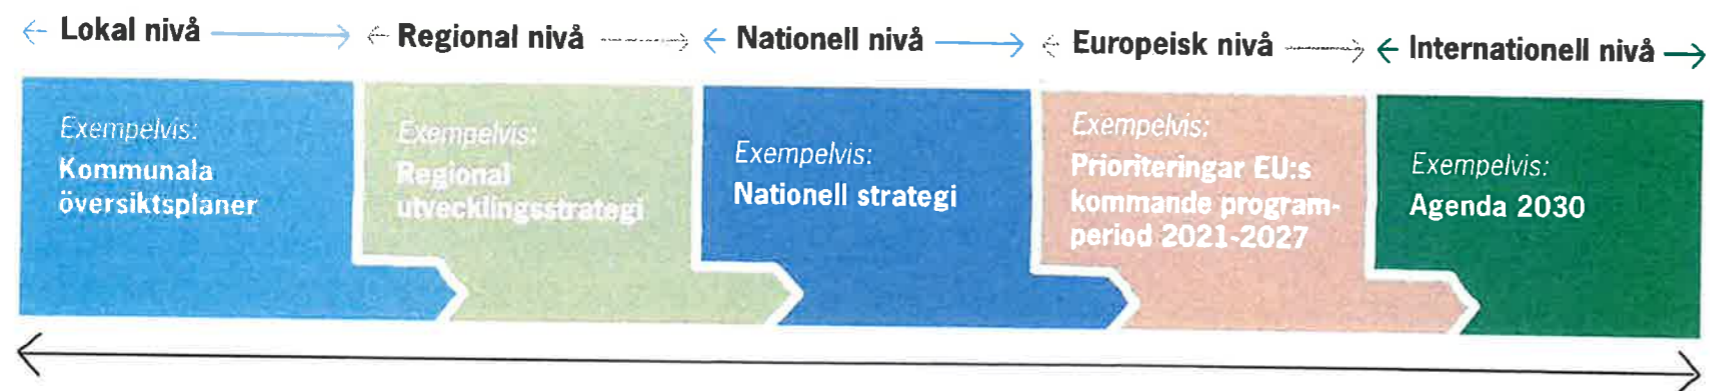 Lokal nivå
Regional nivå
Nationell nivå
Europeisk nivå
Internationell nivå
Exempelvis:
Kommunala
översiktsplaner
Exempelvis:
Regional
utvecklingsstrategi
Exempelvis:
Nationell strategi
Exempelvis:
Prioriteringar EU:s
kommande program-
period 2021-2027
Exempelvis:
Agenda 2030